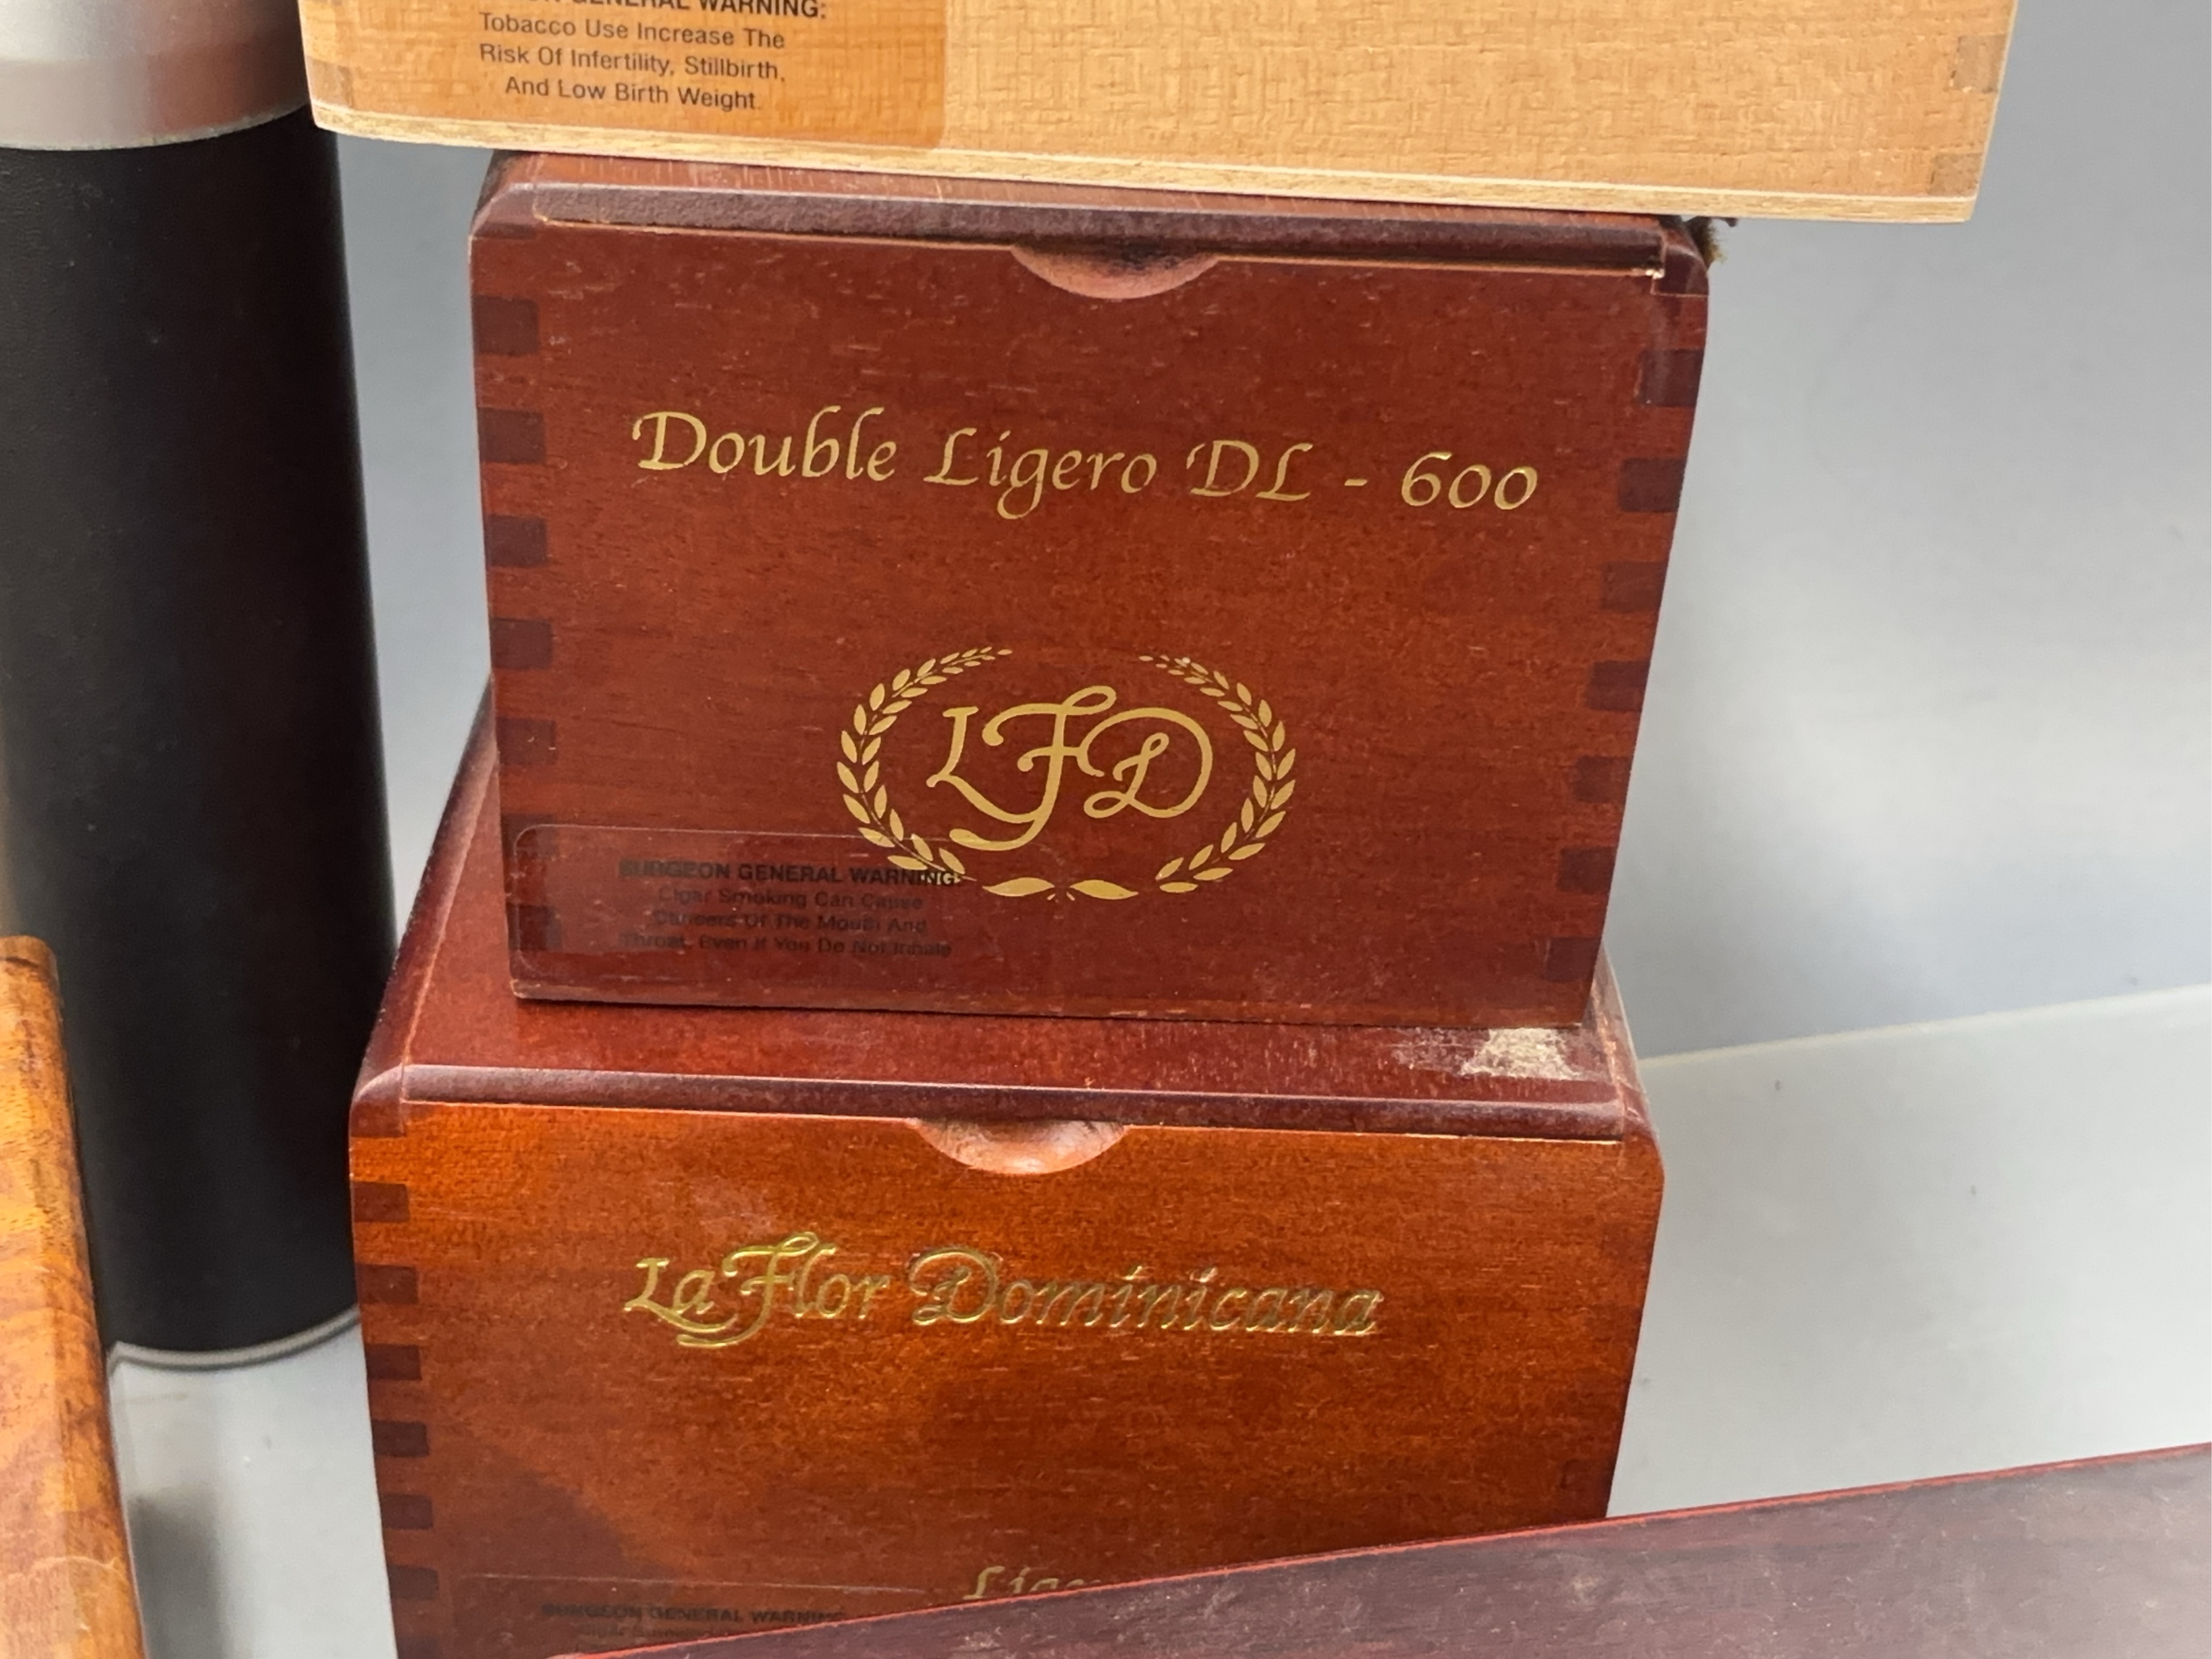 GENERAL WARNING:
Tobacco Use Increase The
Risk Of Infertility, Stillbirth,
And Low Birth Weight
Double Ligero DL - 600
LFD
SURGEON GENERAL WARNING:
Cigar Smoking Can Cause
Cancers Of The Mouth And
Throat, Even If You Do Not Inhale
La Flor Dominicana
SURGEON GENERAL WARNING